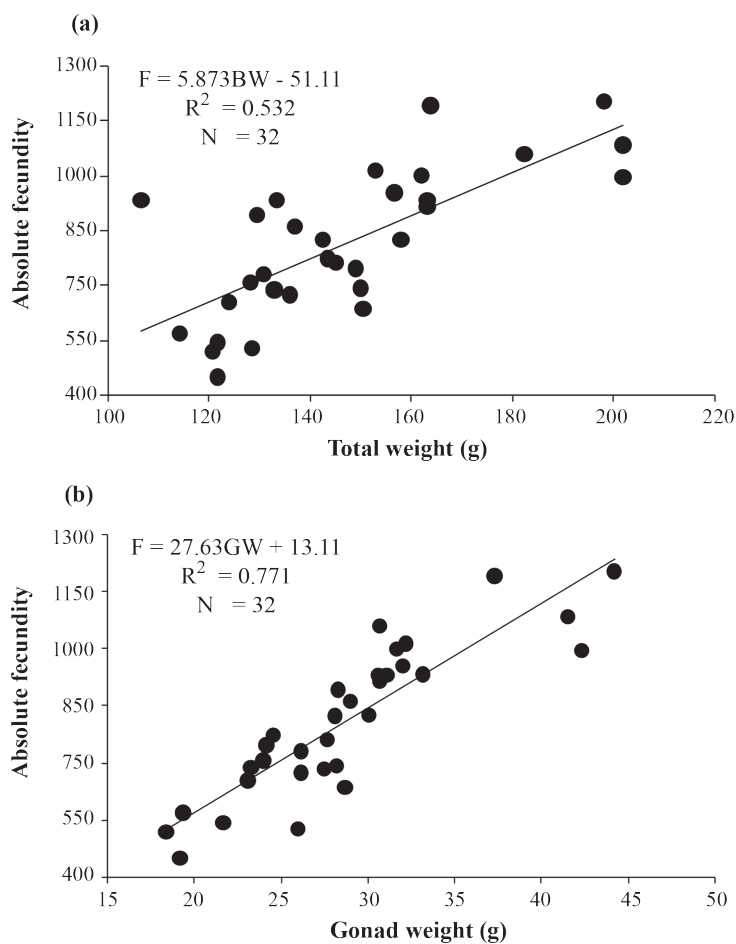 (a)
1300
1150
1000
850
750
550
400
Absolute fecundity
F = 5.873BW - 51.11
R² = 0.532
N = 32
100 120 140 160 180 200 220
Total weight (g)
(b)
1300
1150
1000
850
750
550
400
Absolute fecundity
F = 27.63GW + 13.11
R² = 0.771
N = 32
15 20 25 30 35 40 45 50
Gonad weight (g)